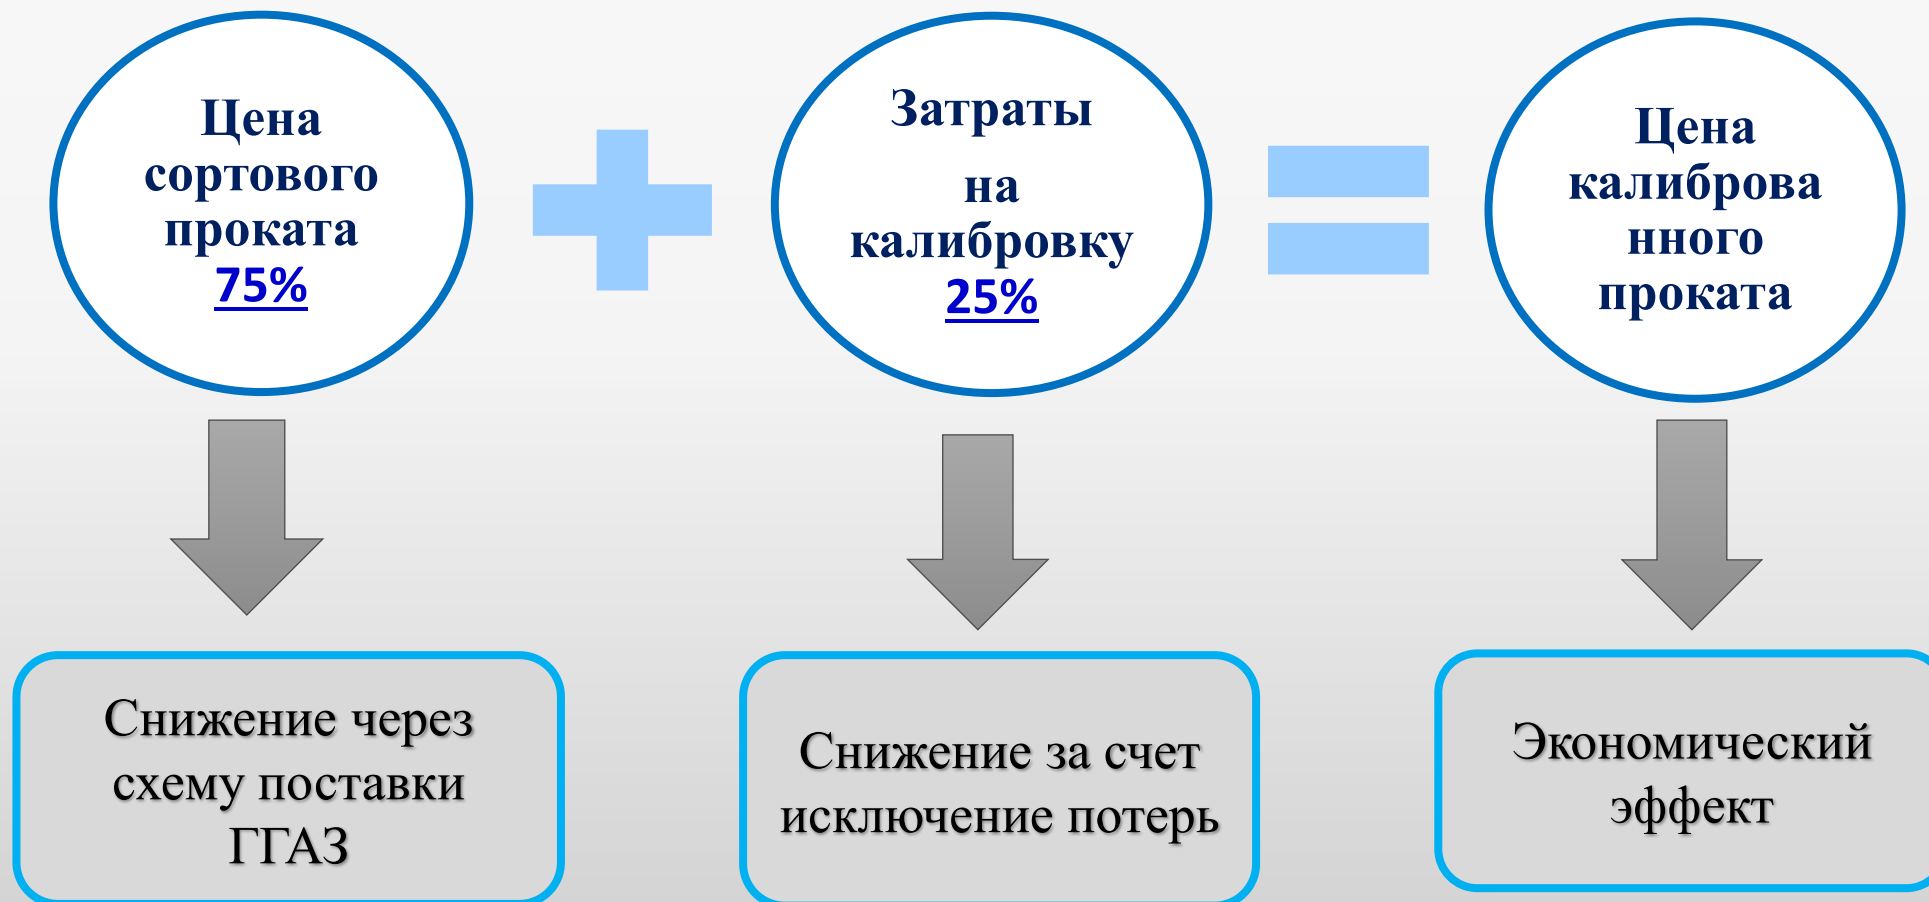 Цена
сортового
проката
75%
Затраты
на
калибровку
25%
Цена
калиброва
нного
проката
Снижение через
схему поставки
ГГАЗ
Снижение за счет
исключение потерь
Экономический
эффект